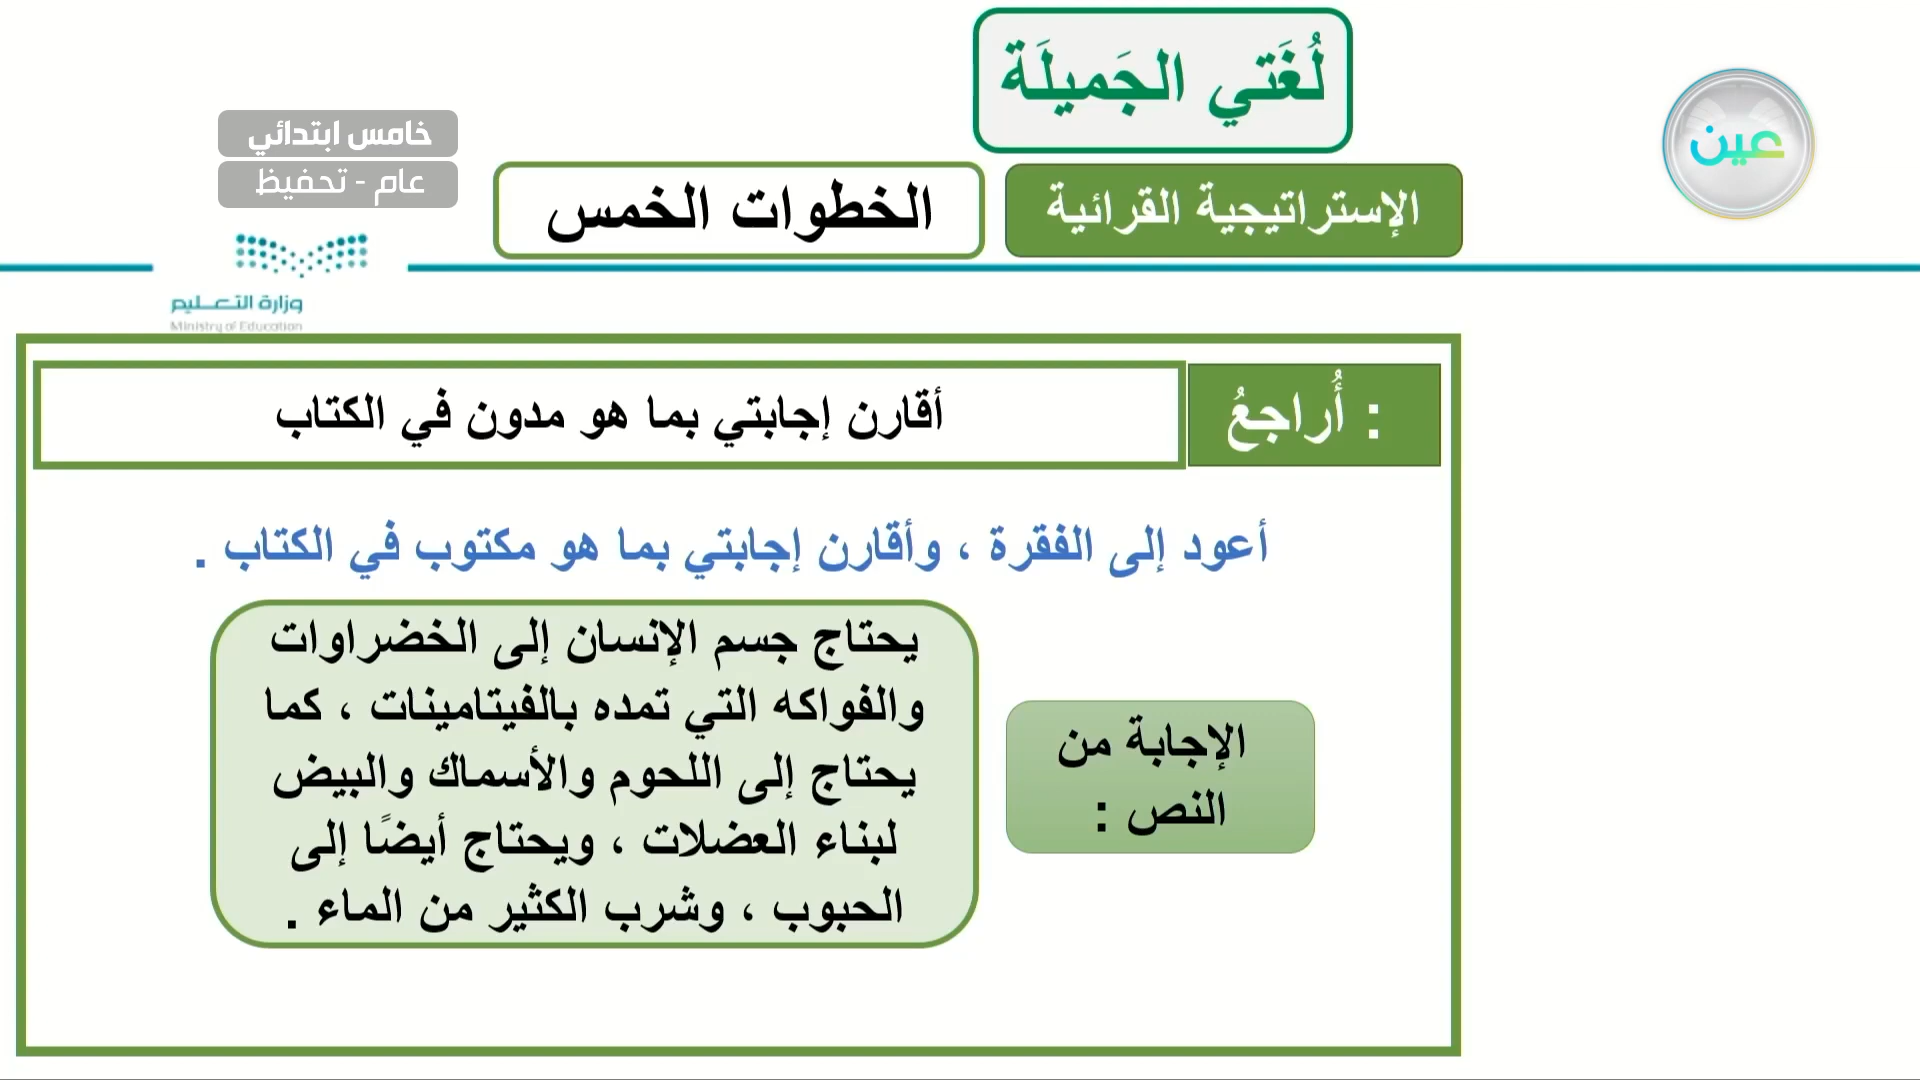 لُغَتي الجَميلَة
عين
خامس ابتدائي
عام - تحفيظ
الإستراتيجية القرائية
الخطوات الخمس
وزارة التعليم
Ministry of Education
أُراجعُ :
أقارن إجابتي بما هو مدون في الكتاب
أعود إلى الفقرة ، وأقارن إجابتي بما هو مكتوب في الكتاب .
الإجابة من
النص :
يحتاج جسم الإنسان إلى الخضراوات
والفواكه التي تمده بالفيتامينات ، كما
يحتاج إلى اللحوم والأسماك والبيض
لبناء العضلات ، ويحتاج أيضًا إلى
الحبوب ، وشرب الكثير من الماء .